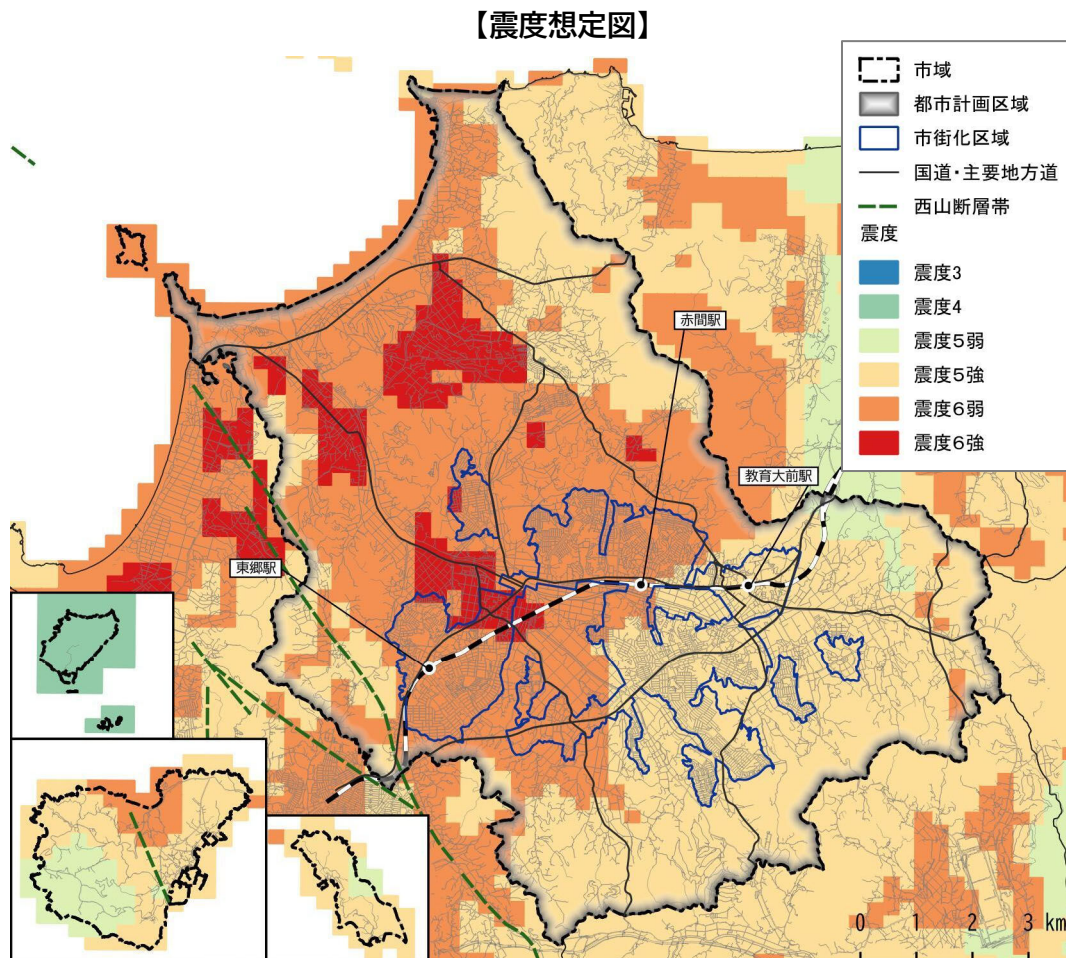 【震度想定図】
市域
都市計画区域
市街化区域
国道・主要地方道
西山断層帯
震度
震度3
震度4
震度5弱
震度5強
震度6弱
震度6強
赤間駅
教育大前駅
東郷駅
0 1 2 3 km